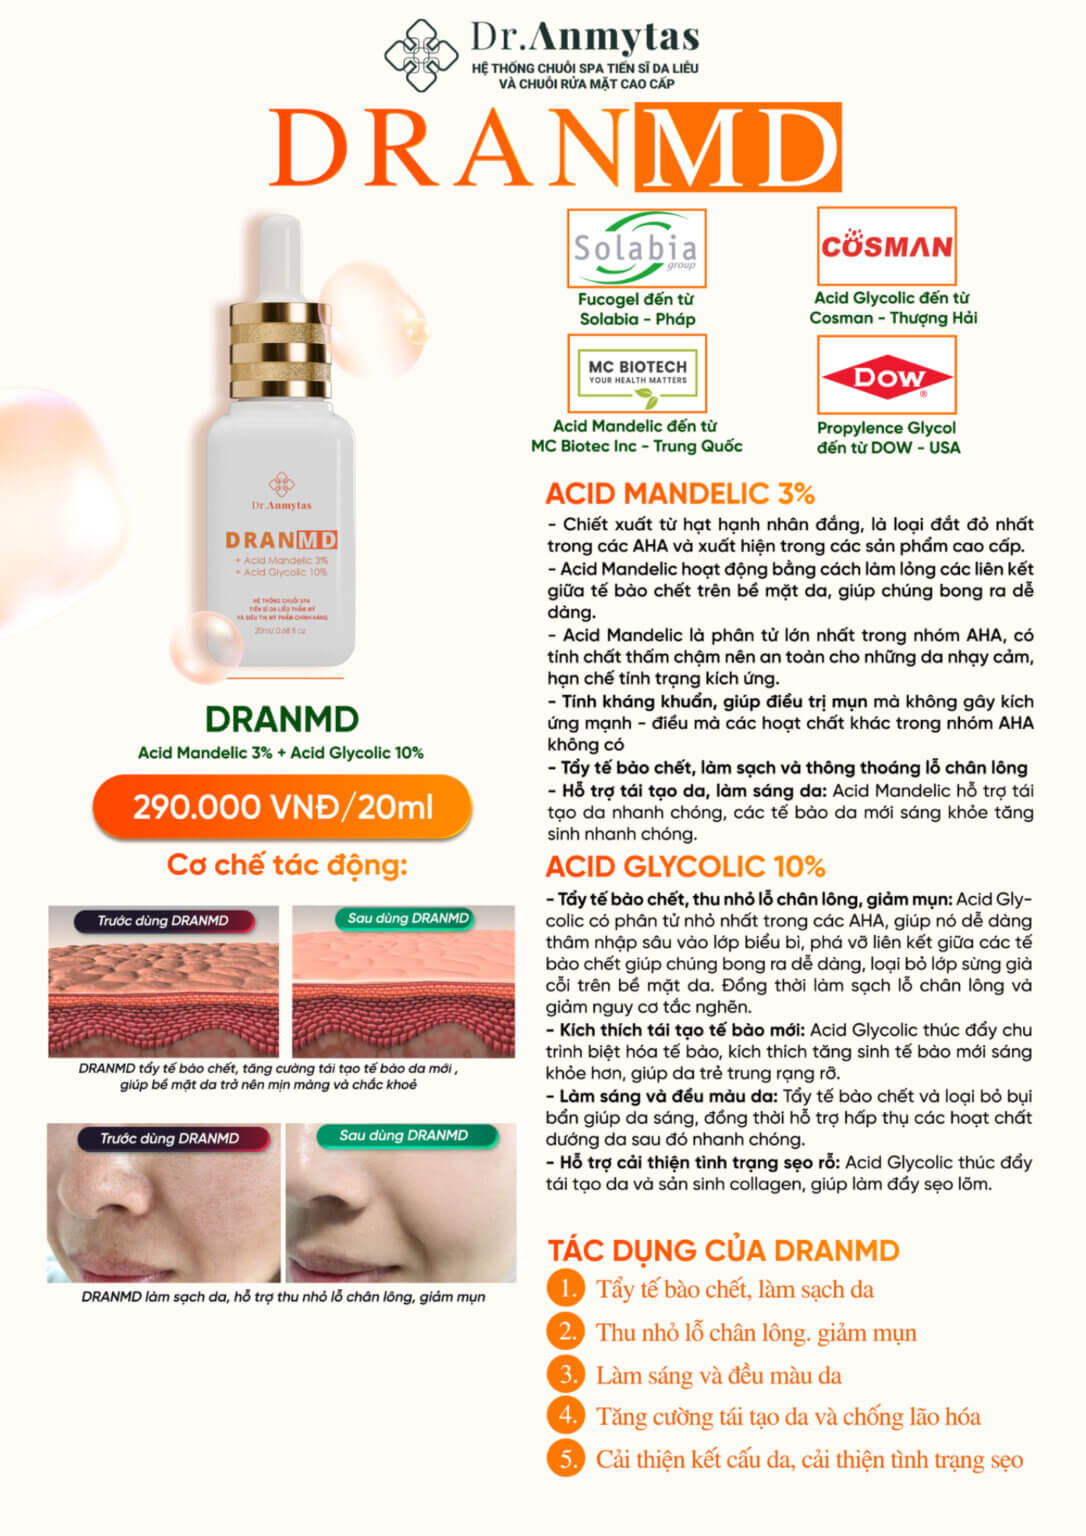 Dr.Anmytas
HỆ THỐNG CHUỖI SPA TIẾN SĨ DA LIỄU
VÀ CHUỖI RỬA MẶT CAO CẤP
DRANMD
Solabia
group
Fucogel đến từ
Solabia - Pháp
COSMAN
Acid Glycolic đến từ
Cosman - Thượng Hải
MC BIOTECH
YOUR HEALTH MATTERS
Acid Mandelic đến từ
MC Biotec Inc - Trung Quốc
Dow
®
Propylence Glycol
đến từ DOW - USA
Dr.Anmytas
DRANMD
+ Acid Mandelic 3%
+ Acid Glycolic 10%
HỆ THỐNG CHUỖI SPA
TIẾN SĨ DA LIỄU THẨM MỸ
VÀ SIÊU THỊ MỸ PHẨM CHÍNH HÃNG
20ml/ 0.68 fl oz
DRANMD
Acid Mandelic 3% + Acid Glycolic 10%
290.000 VNĐ/20ml
Cơ chế tác động:
Trước dùng DRANMD
Sau dùng DRANMD
DRANMD tẩy tế bào chết, tăng cường tái tạo tế bào da mới ,
giúp bề mặt da trở nên mịn màng và chắc khoẻ
Trước dùng DRANMD
Sau dùng DRANMD
DRANMD làm sạch da, hỗ trợ thu nhỏ lỗ chân lông, giảm mụn
ACID MANDELIC 3%
- Chiết xuất từ hạt hạnh nhân đắng, là loại đắt đỏ nhất
trong các AHA và xuất hiện trong các sản phẩm cao cấp.
- Acid Mandelic hoạt động bằng cách làm lỏng các liên kết
giữa tế bào chết trên bề mặt da, giúp chúng bong ra dễ
dàng.
- Acid Mandelic là phân tử lớn nhất trong nhóm AHA, có
tính chất thấm chậm nên an toàn cho những da nhạy cảm,
hạn chế tình trạng kích ứng.
- Tính kháng khuẩn, giúp điều trị mụn mà không gây kích
ứng mạnh - điều mà các hoạt chất khác trong nhóm AHA
không có
- Tẩy tế bào chết, làm sạch và thông thoáng lỗ chân lông
- Hỗ trợ tái tạo da, làm sáng da: Acid Mandelic hỗ trợ tái
tạo da nhanh chóng, các tế bào da mới sáng khỏe tăng
sinh nhanh chóng.
ACID GLYCOLIC 10%
- Tẩy tế bào chết, thu nhỏ lỗ chân lông, giảm mụn: Acid Gly-
colic có phân tử nhỏ nhất trong các AHA, giúp nó dễ dàng
thâm nhập sâu vào lớp biểu bì, phá vỡ liên kết giữa các tế
bào chết giúp chúng bong ra dễ dàng, loại bỏ lớp sừng già
cỗi trên bề mặt da. Đồng thời làm sạch lỗ chân lông và
giảm nguy cơ tắc nghẽn.
- Kích thích tái tạo tế bào mới: Acid Glycolic thúc đẩy chu
trình biệt hóa tế bào, kích thích tăng sinh tế bào mới sáng
khỏe hơn, giúp da trẻ trung rạng rỡ.
- Làm sáng và đều màu da: Tẩy tế bào chết và loại bỏ bụi
bẩn giúp da sáng, đồng thời hỗ trợ hấp thụ các hoạt chất
dưỡng da sau đó nhanh chóng.
- Hỗ trợ cải thiện tình trạng sẹo rỗ: Acid Glycolic thúc đẩy
tái tạo da và sản sinh collagen, giúp làm đầy sẹo lõm.
TÁC DỤNG CỦA DRANMD
1. Tẩy tế bào chết, làm sạch da
2. Thu nhỏ lỗ chân lông. giảm mụn
3. Làm sáng và đều màu da
4. Tăng cường tái tạo da và chống lão hóa
5. Cải thiện kết cấu da, cải thiện tình trạng sẹo